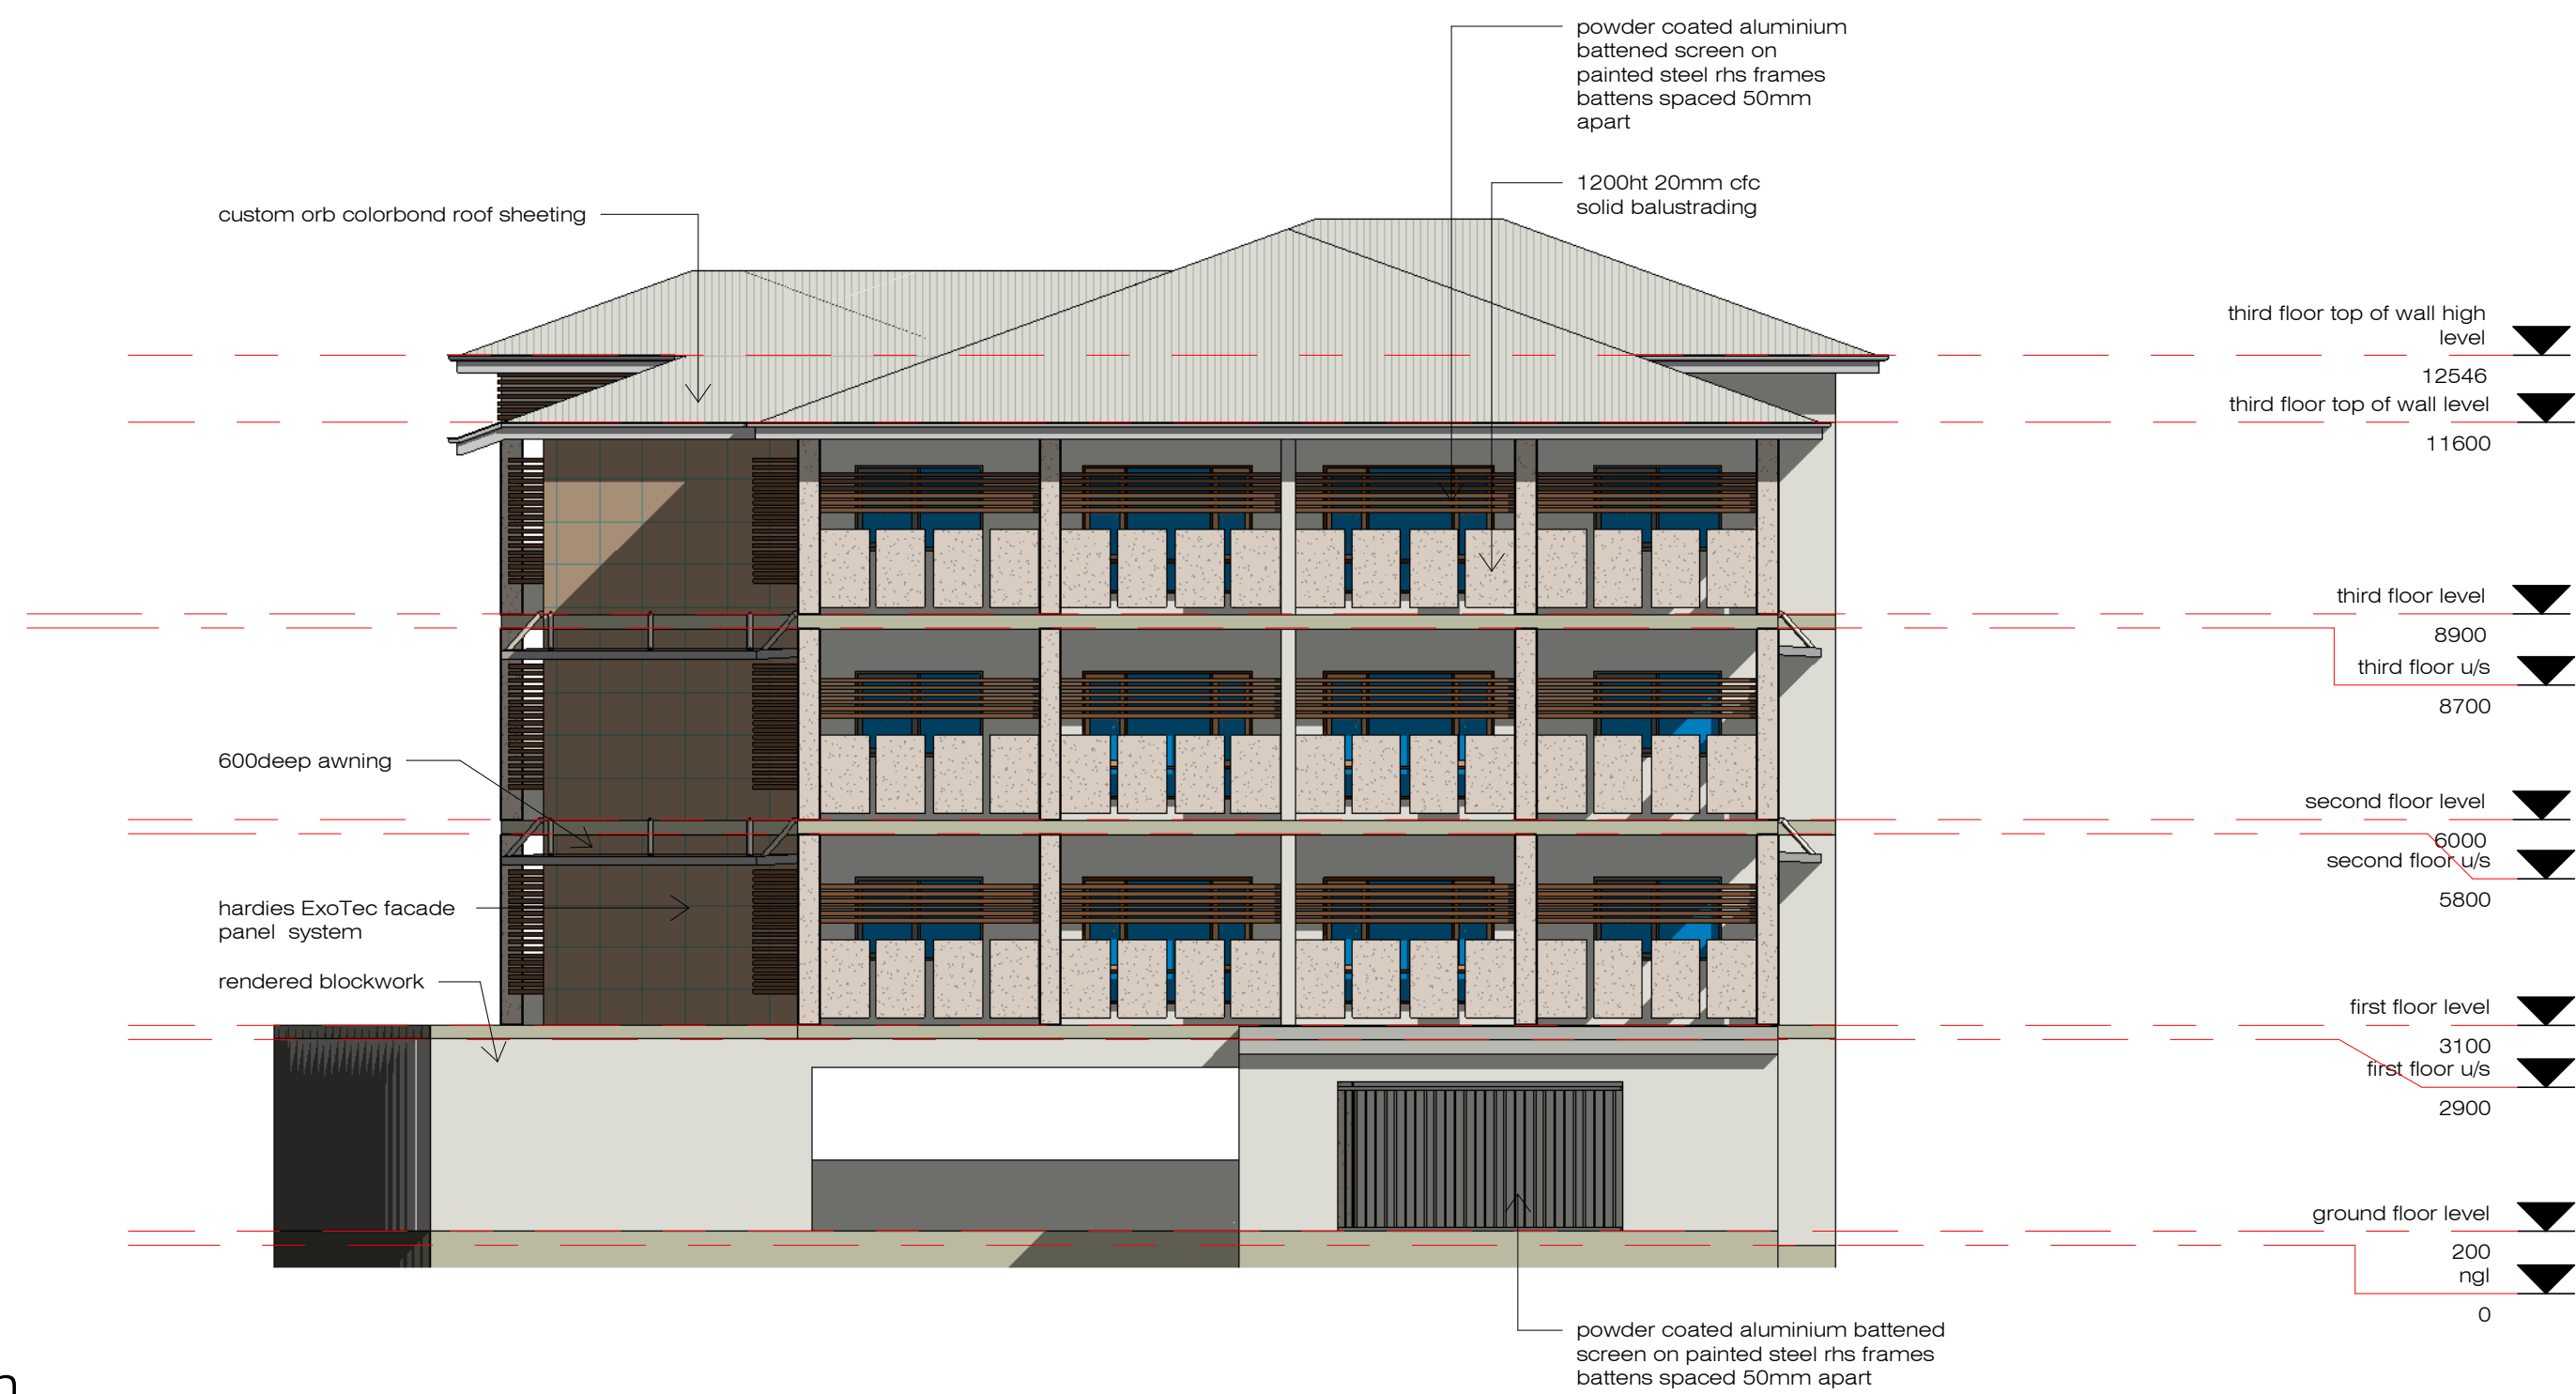 powder coated aluminium
battened screen on
painted steel rhs frames
battens spaced 50mm
apart
1200ht 20mm cfc
solid balustrading
custom orb colorbond roof sheeting
third floor top of wall high
level
12546
third floor top of wall level
11600
third floor level
8900
third floor u/s
8700
600deep awning
second floor level
6000
second floor u/s
5800
hardies ExoTec facade
panel system
rendered blockwork
first floor level
3100
first floor u/s
2900
ground floor level
200
ngl
0
powder coated aluminium battened
screen on painted steel rhs frames
battens spaced 50mm apart